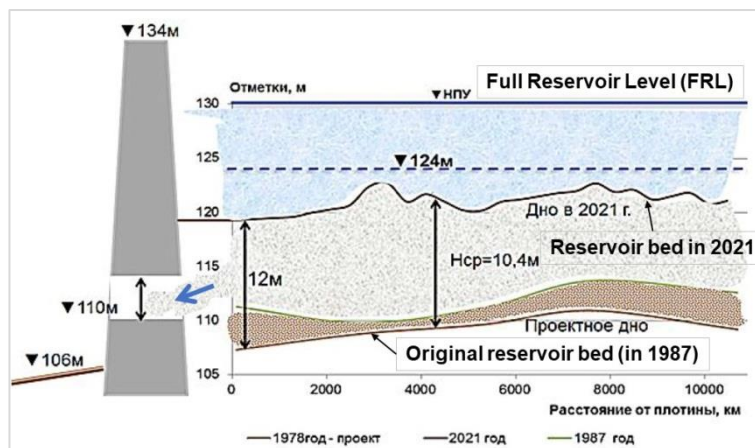 ▼134м
Отметки, м
▼НПУ
Full Reservoir Level (FRL)
130
▼124м
125
120
Дно в 2021 г.
Reservoir bed in 2021
Нср=10,4м
12м
115
▼110м
110
Проектное дно
Original reservoir bed (in 1987)
▼106м
105
0
2000
4000
6000
8000
10000
Расстояние от плотины, км
1978год - проект
2021 год
1987 год